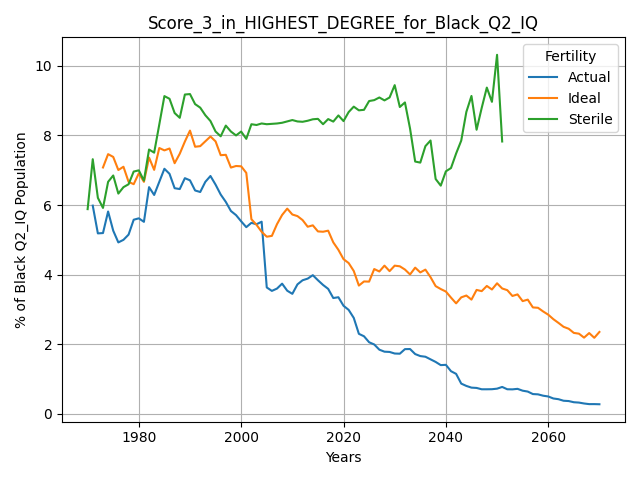 Score_3_in_HIGHEST_DEGREE_for_Black_Q2_IQ
% of Black Q2_IQ Population
10
8
6
4
2
0
Fertility
Actual
Ideal
Sterile
1980
2000
2020
2040
2060
Years